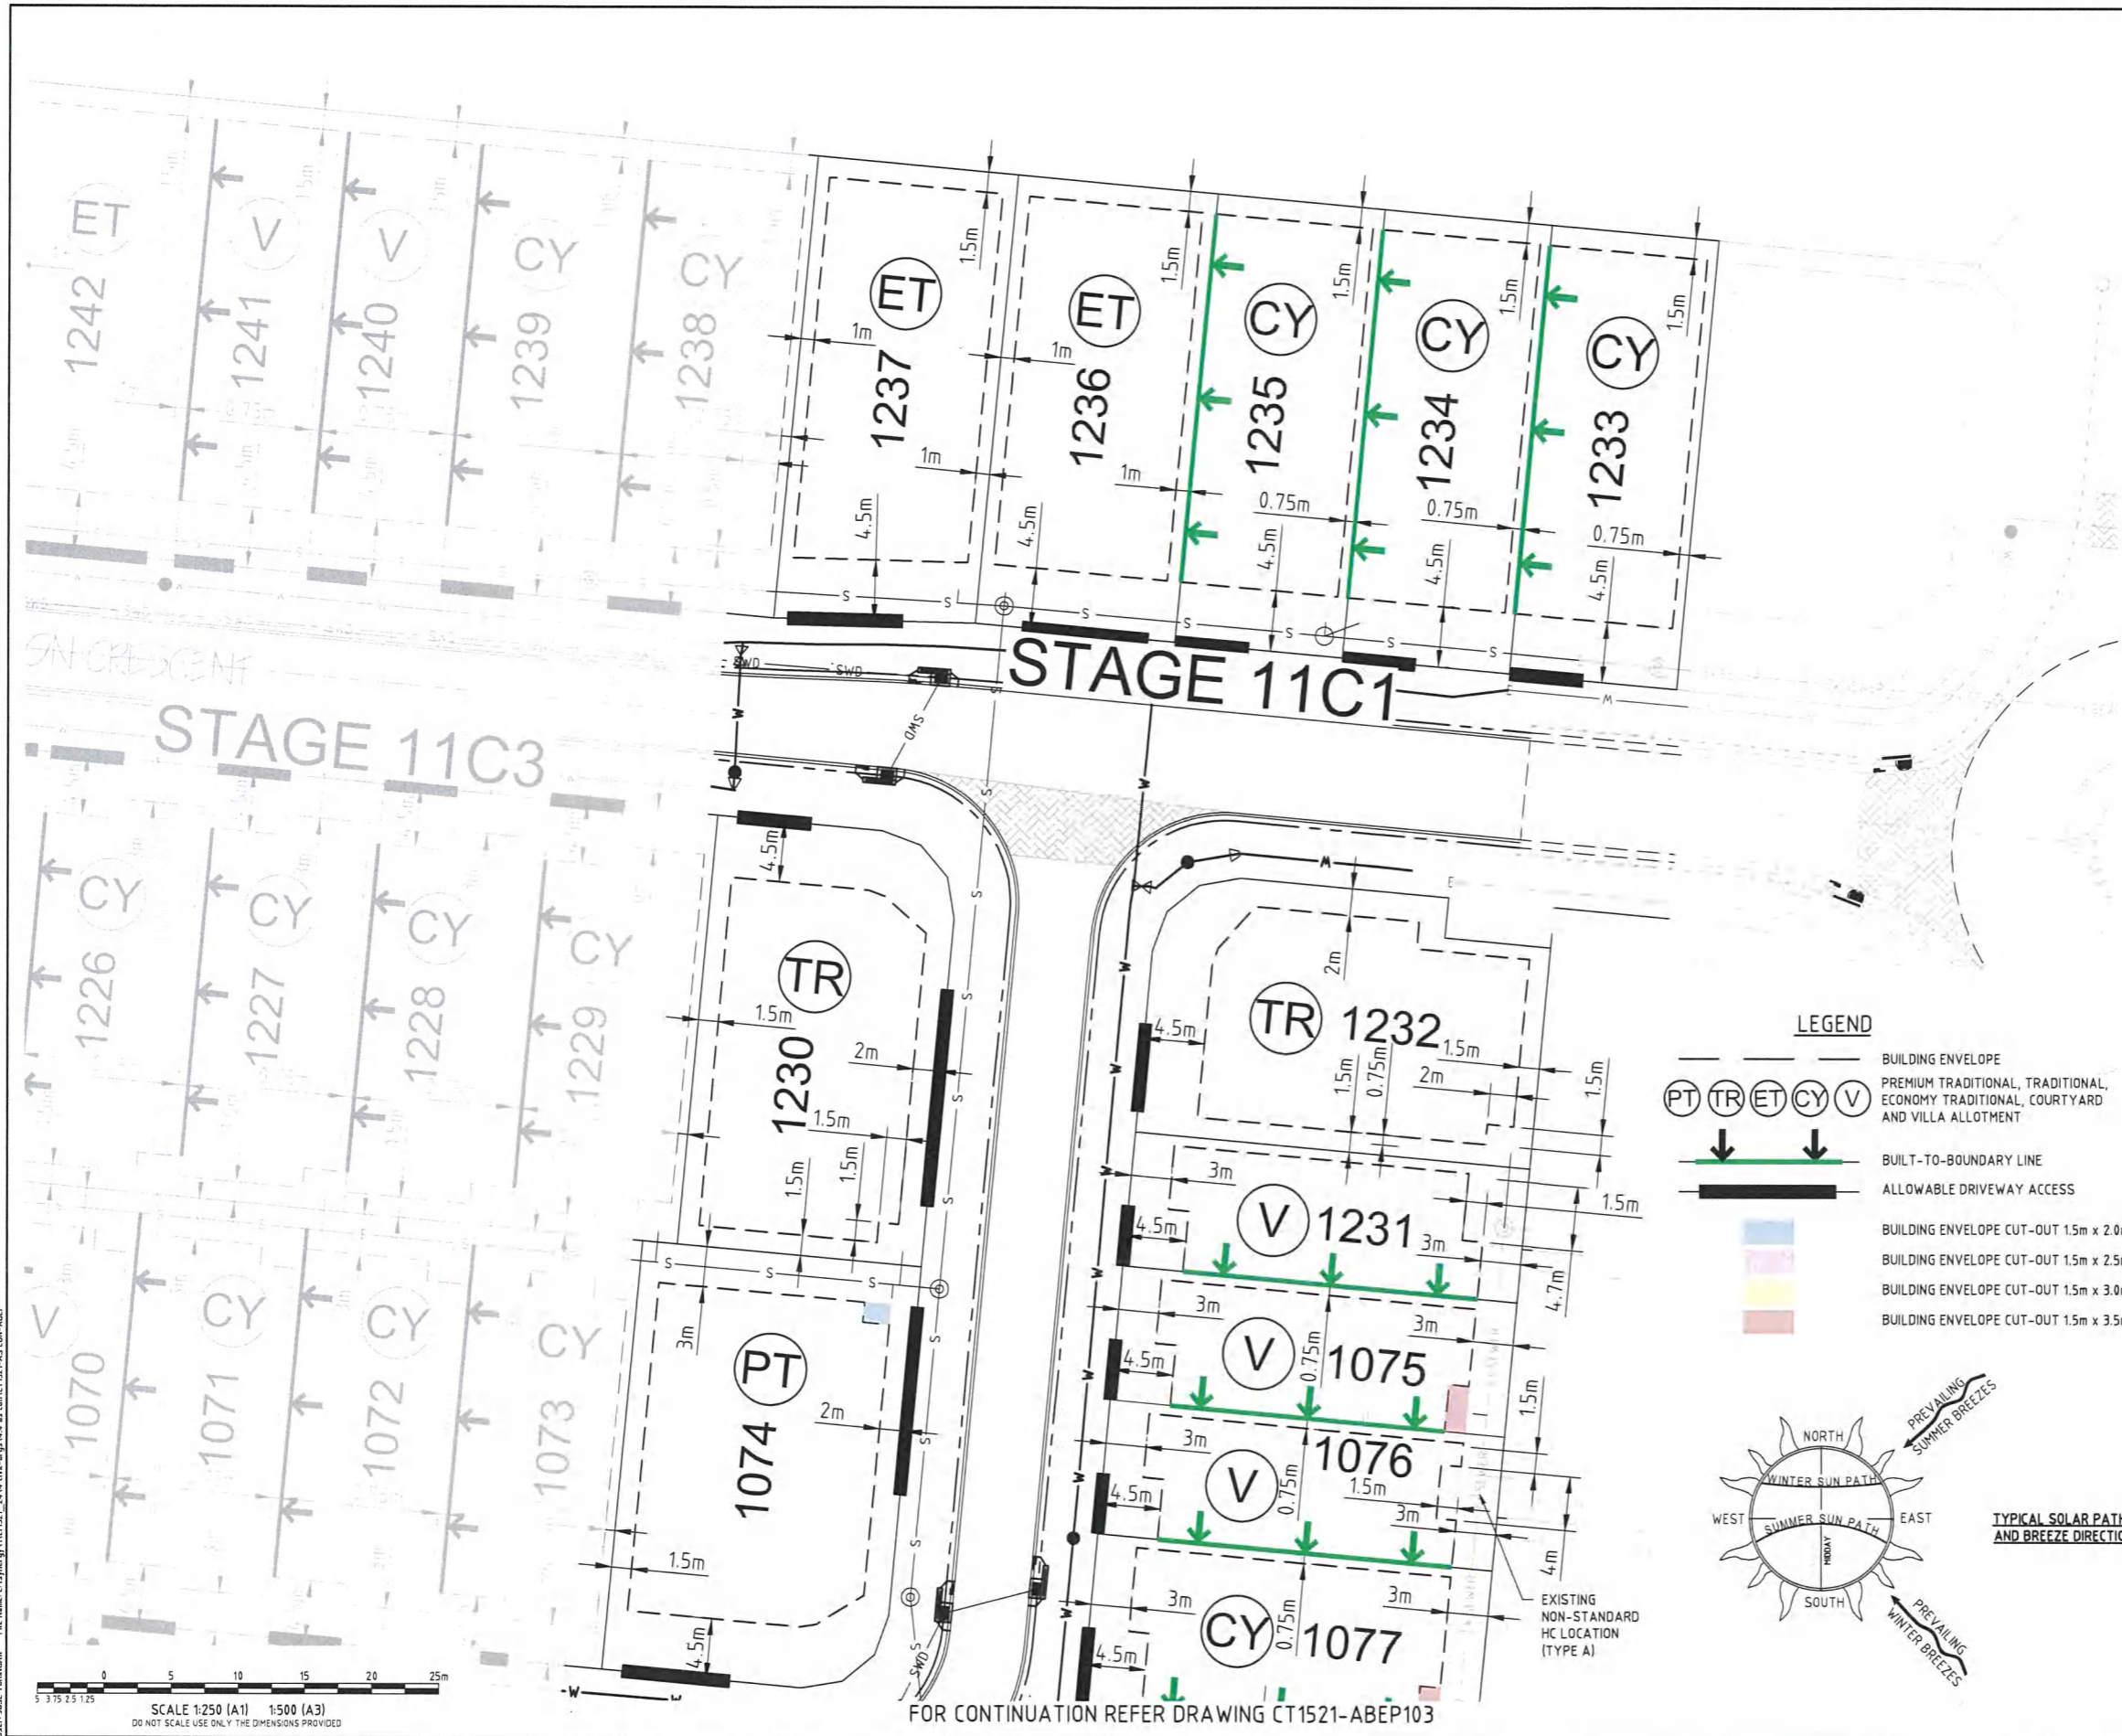 ET
1242
V
1241
V
1240
CY
1239
CY
1238
ET
1237
ET
1236
CY
1235
CY
1234
CY
1233
1.5m
1.5m
1.5m
1.5m
1.5m
1m
1m
1m
1m
0.75m
0.75m
0.75m
4.5m
4.5m
4.5m
4.5m
4.5m
STAGE 11C1
SWD
SWD
SWD
STAGE 11C3
CY
1226
CY
1227
CY
1228
CY
1229
4.5m
TR
1230
1.5m
2m
1.5m
1.5m
1.5m
TR 1232
2m
4.5m
1.5m
0.75m
1.5m
2m
1.5m
3m
V 1231
4.5m
3m
1.5m
4.7m
3m
V 1075
4.5m
0.75m
3m
1.5m
3m
1076
V
4.5m
0.75m
1.5m
3m
4m
3m
CY 1077
4.5m
0.75m
3m
V
1070
CY
1071
CY
1072
CY
1073
3m
PT
1074
2m
1.5m
4.5m
SWD
EXISTING
NON-STANDARD
HC LOCATION
(TYPE A)
LEGEND
BUILDING ENVELOPE
PT TR ET CY V
PREMIUM TRADITIONAL, TRADITIONAL,
ECONOMY TRADITIONAL, COURTYARD
AND VILLA ALLOTMENT
BUILT-TO-BOUNDARY LINE
ALLOWABLE DRIVEWAY ACCESS
BUILDING ENVELOPE CUT-OUT 1.5m x 2.0
BUILDING ENVELOPE CUT-OUT 1.5m x 2.5
BUILDING ENVELOPE CUT-OUT 1.5m x 3.0
BUILDING ENVELOPE CUT-OUT 1.5m x 3.5
PREVAILING
SUMMER BREEZES
NORTH
WINTER SUN PATH
WEST
SUMMER SUN PATH
EAST
MIDDAY
SOUTH
PREVAILING
WINTER BREEZES
TYPICAL SOLAR PATH
AND BREEZE DIRECTIO
0 5 10 15 20 25m
5 3.75 2.5 1.25
SCALE 1:250 (A1) 1:500 (A3)
DO NOT SCALE USE ONLY THE DIMENSIONS PROVIDED
FOR CONTINUATION REFER DRAWING CT1521-ABEP103